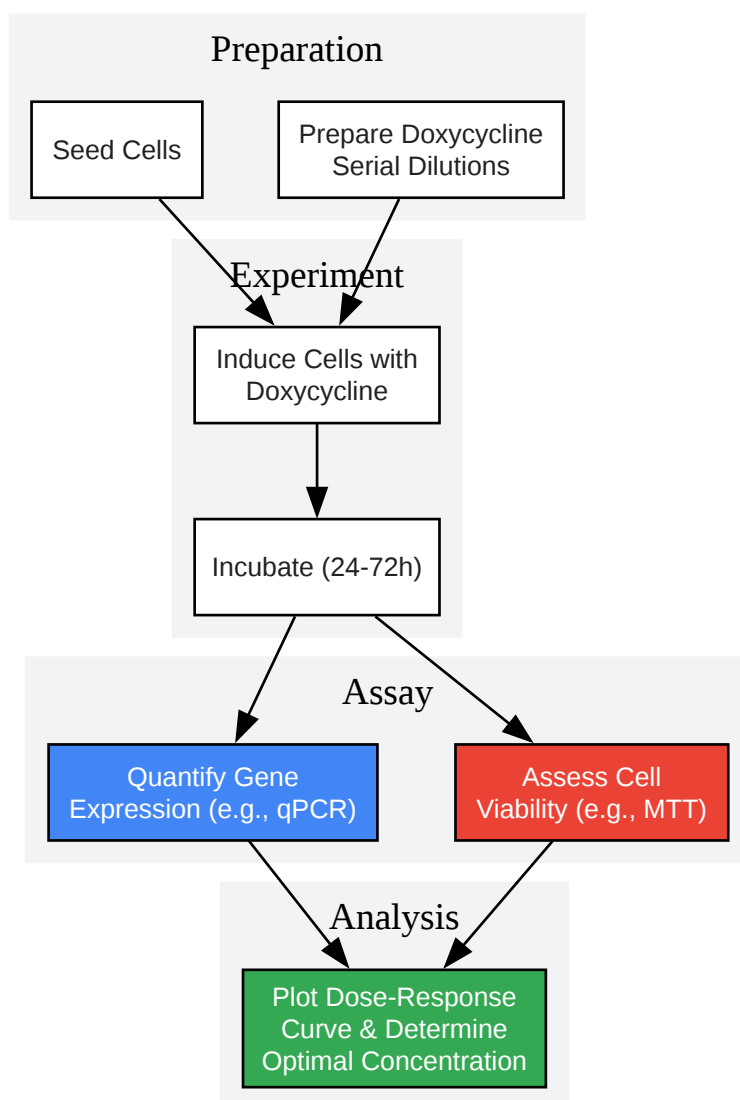 Preparation
Seed Cells
Prepare Doxycycline
Serial Dilutions
Experiment
Induce Cells with
Doxycycline
Incubate (24-72h)
Assay
Quantify Gene
Expression (e.g., qPCR)
Assess Cell
Viability (e.g., MTT)
Analysis
Plot Dose-Response
Curve & Determine
Optimal Concentration